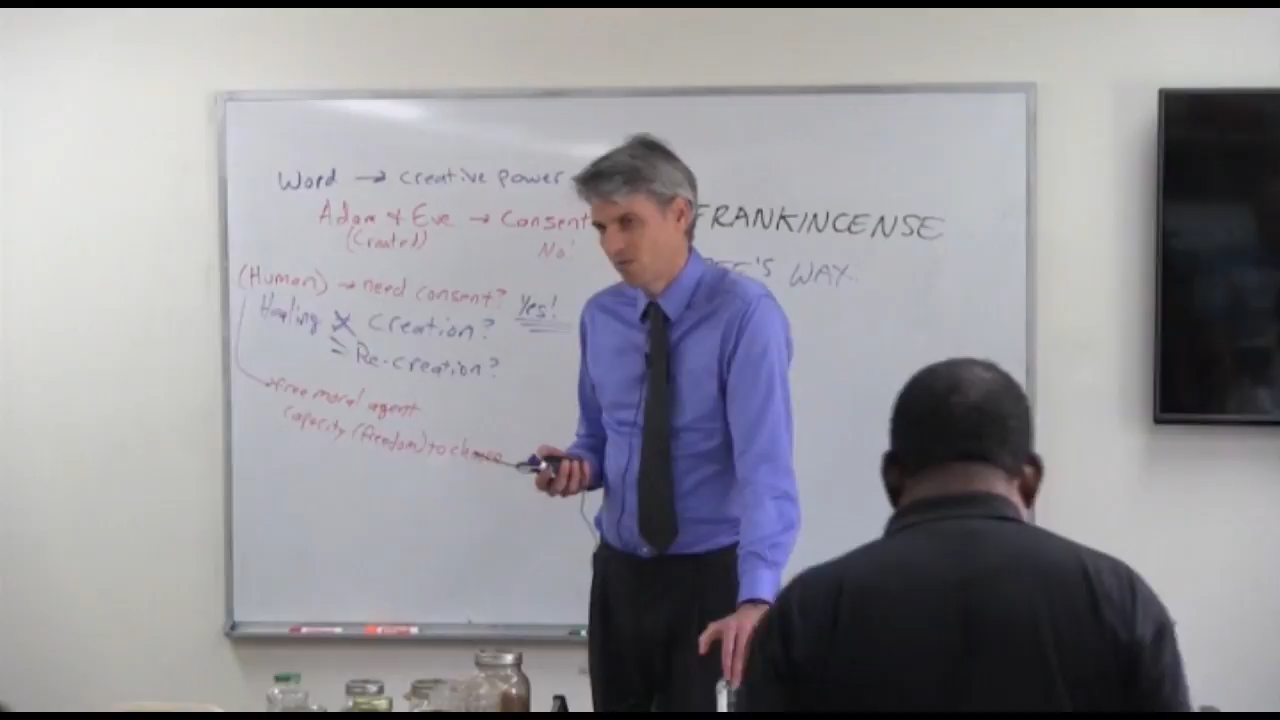 Word → creative power
Adam & Eve → Consent
(Created) No!
(Human) → need consent? Yes!
Healing X Creation?
= Re-creation?
→ free moral agent
capacity (freedom) to
FRANKINCENSE
WAY